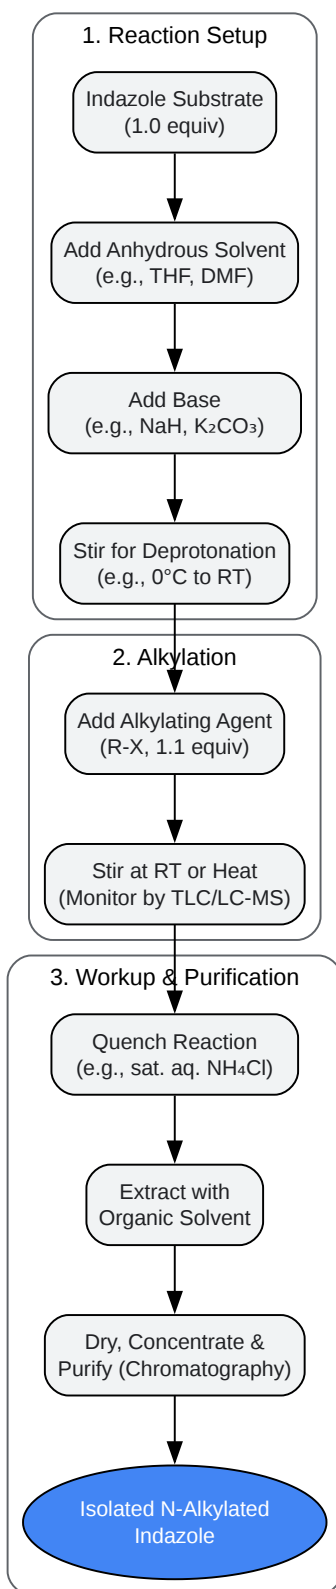 1. Reaction Setup
Indazole Substrate
(1.0 equiv)
Add Anhydrous Solvent
(e.g., THF, DMF)
Add Base
(e.g., NaH, K₂CO₃)
Stir for Deprotonation
(e.g., 0°C to RT)
2. Alkylation
Add Alkylating Agent
(R-X, 1.1 equiv)
Stir at RT or Heat
(Monitor by TLC/LC-MS)
3. Workup & Purification
Quench Reaction
(e.g., sat. aq. NH₄Cl)
Extract with
Organic Solvent
Dry, Concentrate &
Purify (Chromatography)
Isolated N-Alkylated
Indazole